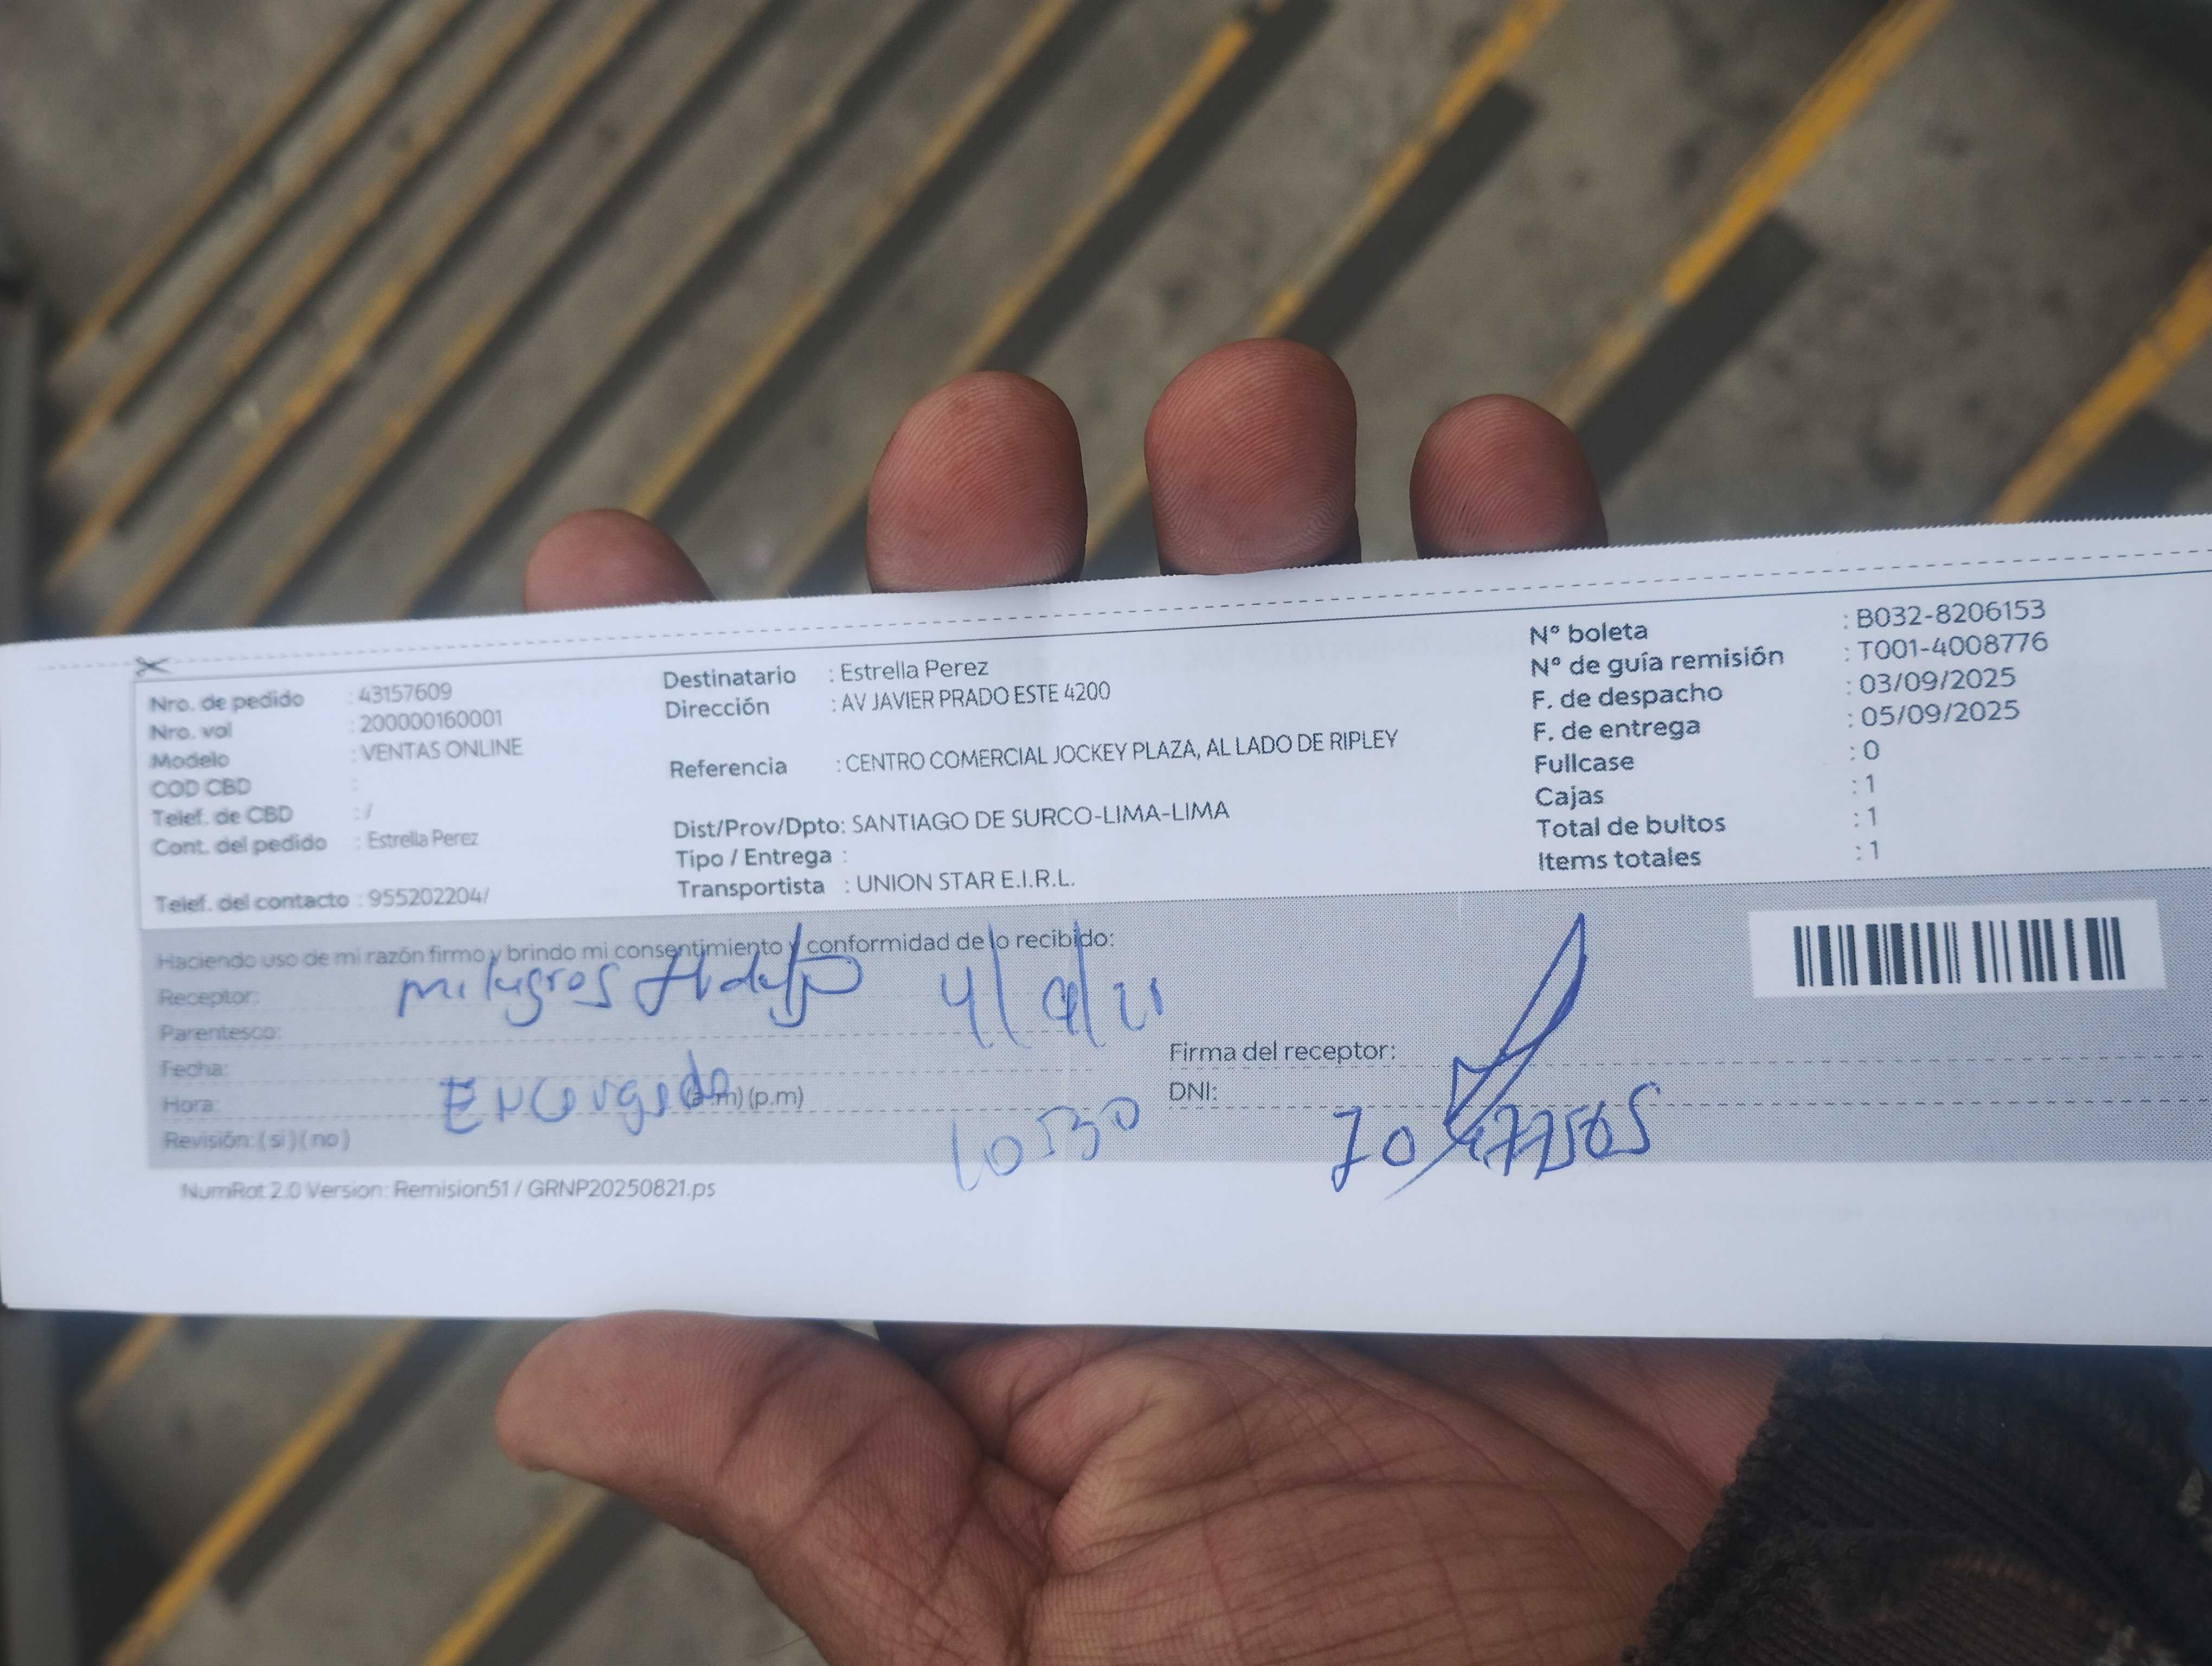 Nro. de pedido : 43157609
Nro. vol : 200000160001
Modelo : VENTAS ONLINE
COD CBD :
Telef. de CBD : /
Cont. del pedido : Estrella Perez
Telef. del contacto : 955202204/
Destinatario : Estrella Perez
Dirección : AV JAVIER PRADO ESTE 4200
Referencia : CENTRO COMERCIAL JOCKEY PLAZA, AL LADO DE RIPLEY
Dist/Prov/Dpto: SANTIAGO DE SURCO-LIMA-LIMA
Tipo / Entrega :
Transportista : UNION STAR E.I.R.L.
N° boleta : B032-8206153
N° de guía remisión : T001-4008776
F. de despacho : 03/09/2025
F. de entrega : 05/09/2025
Fullcase : 0
Cajas : 1
Total de bultos : 1
Items totales : 1
Haciendo uso de mi razón firmo y brindo mi consentimiento y conformidad de lo recibido:
Receptor: milagros
Parentesco:
Fecha:
Encargado
Hora: (a.m) (p.m)
Revisión: ( si ) ( no )
Firma del receptor:
DNI:
NumRot 2.0 Version: Remision51 / GRNP20250821.ps